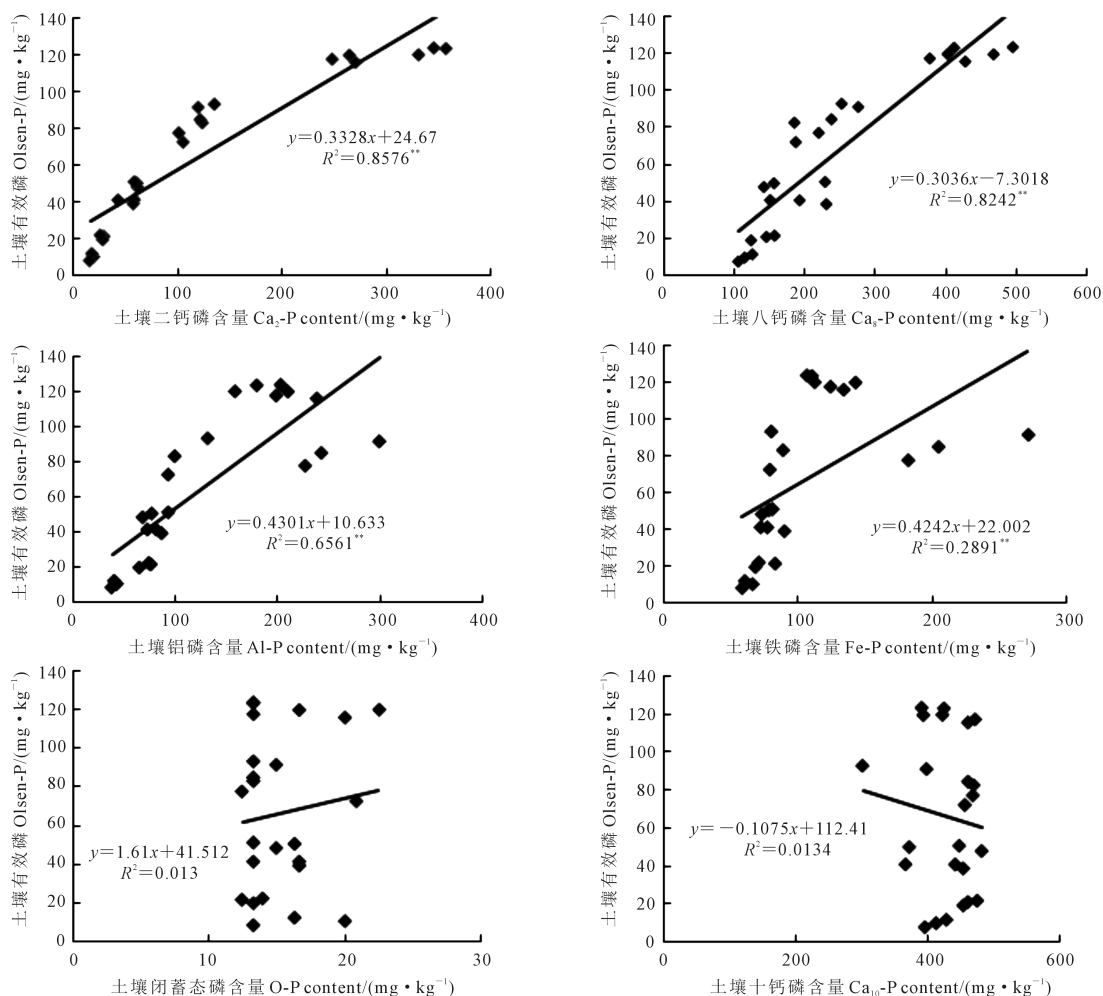 140
120
100
80
60
40
20
0
土壤有效磷 Olsen-P/(mg·kg⁻¹)
y=0.3328x+24.67
R²=0.8576**
0 100 200 300 400
土壤二钙磷含量 Ca₂-P content/(mg·kg⁻¹)
140
120
100
80
60
40
20
0
土壤有效磷 Olsen-P/(mg·kg⁻¹)
y=0.3036x−7.3018
R²=0.8242**
0 100 200 300 400 500 600
土壤八钙磷含量 Ca₈-P content/(mg·kg⁻¹)
140
120
100
80
60
40
20
0
土壤有效磷 Olsen-P/(mg·kg⁻¹)
y=0.4301x+10.633
R²=0.6561**
0 100 200 300 400
土壤铝磷含量 Al-P content/(mg·kg⁻¹)
140
120
100
80
60
40
20
0
土壤有效磷 Olsen-P/(mg·kg⁻¹)
y=0.4242x+22.002
R²=0.2891**
0 100 200 300
土壤铁磷含量 Fe-P content/(mg·kg⁻¹)
140
120
100
80
60
40
20
0
土壤有效磷 Olsen-P/(mg·kg⁻¹)
y=1.61x+41.512
R²=0.013
0 10 20 30
土壤闭蓄态磷含量 O-P content/(mg·kg⁻¹)
140
120
100
80
60
40
20
0
土壤有效磷 Olsen-P/(mg·kg⁻¹)
y=−0.1075x+112.41
R²=0.0134
0 200 400 600
土壤十钙磷含量 Ca₁₀-P content/(mg·kg⁻¹)